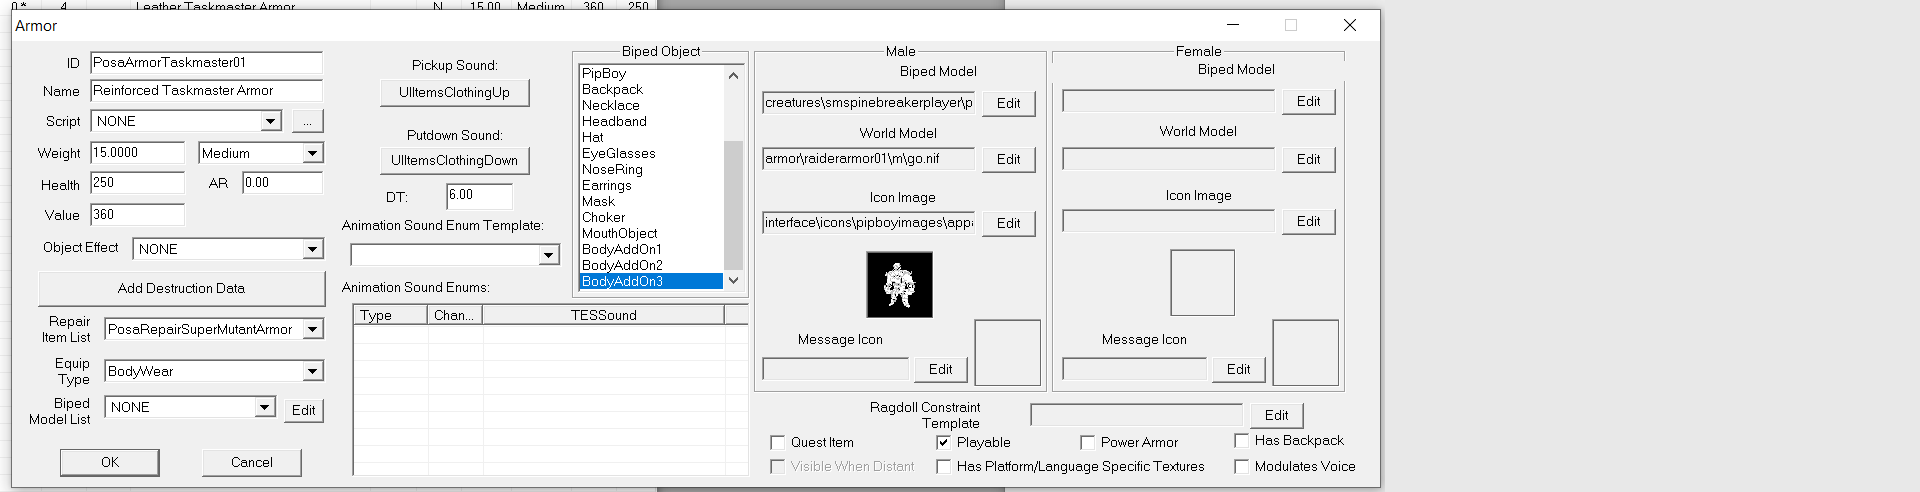 0 * 4 Leather Taskmaster Armor N 15.00 Medium 360 250
Armor
ID PosaArmorTaskmaster01
Name Reinforced Taskmaster Armor
Script NONE ...
Weight 15.0000 Medium
Health 250 AR 0.00
Value 360
Object Effect NONE
Add Destruction Data
Repair Item List PosaRepairSuperMutantArmor
Equip Type BodyWear
Biped Model List NONE Edit
OK Cancel
Pickup Sound:
UIItemsClothingUp
Putdown Sound:
UIItemsClothingDown
DT: 6.00
Animation Sound Enum Template:
Animation Sound Enums:
Type Chan... TESSound
Biped Object
PipBoy
Backpack
Necklace
Headband
Hat
EyeGlasses
NoseRing
Earrings
Mask
Choker
MouthObject
BodyAddOn1
BodyAddOn2
BodyAddOn3
Male
Biped Model
creatures\smspinebreakerplayer\p Edit
World Model
armor\raiderarmor01\m\go.nif Edit
Icon Image
interface\icons\pipboyimages\appa Edit
Message Icon
Edit
Female
Biped Model
Edit
World Model
Edit
Icon Image
Edit
Message Icon
Edit
Ragdoll Constraint Template Edit
Quest Item Playable Power Armor Has Backpack
Visible When Distant Has Platform/Language Specific Textures Modulates Voice